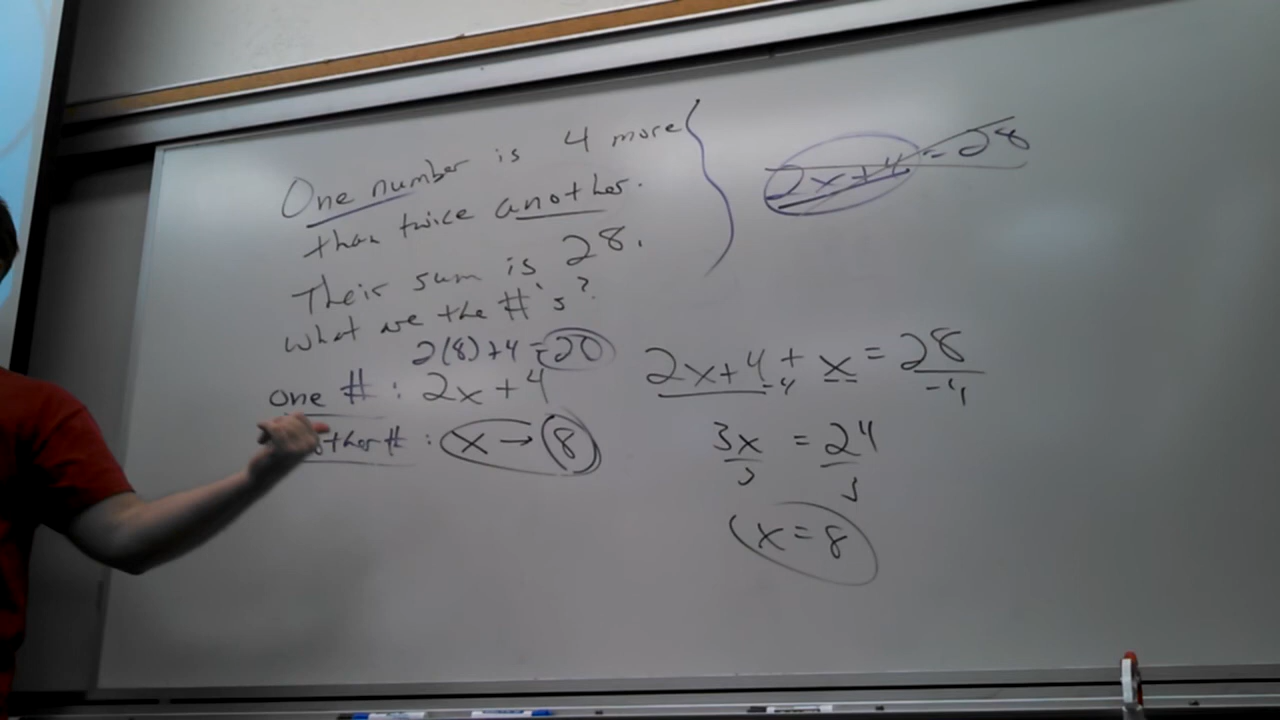 One number is 4 more
than twice another.
Their sum is 28.
What are the #'s?
2(8)+4=20
one #: 2x+4
other # : x → 8
2x+4 = 28
2x+4 + x = 28
-4 -4
3x = 24
3 3
x = 8